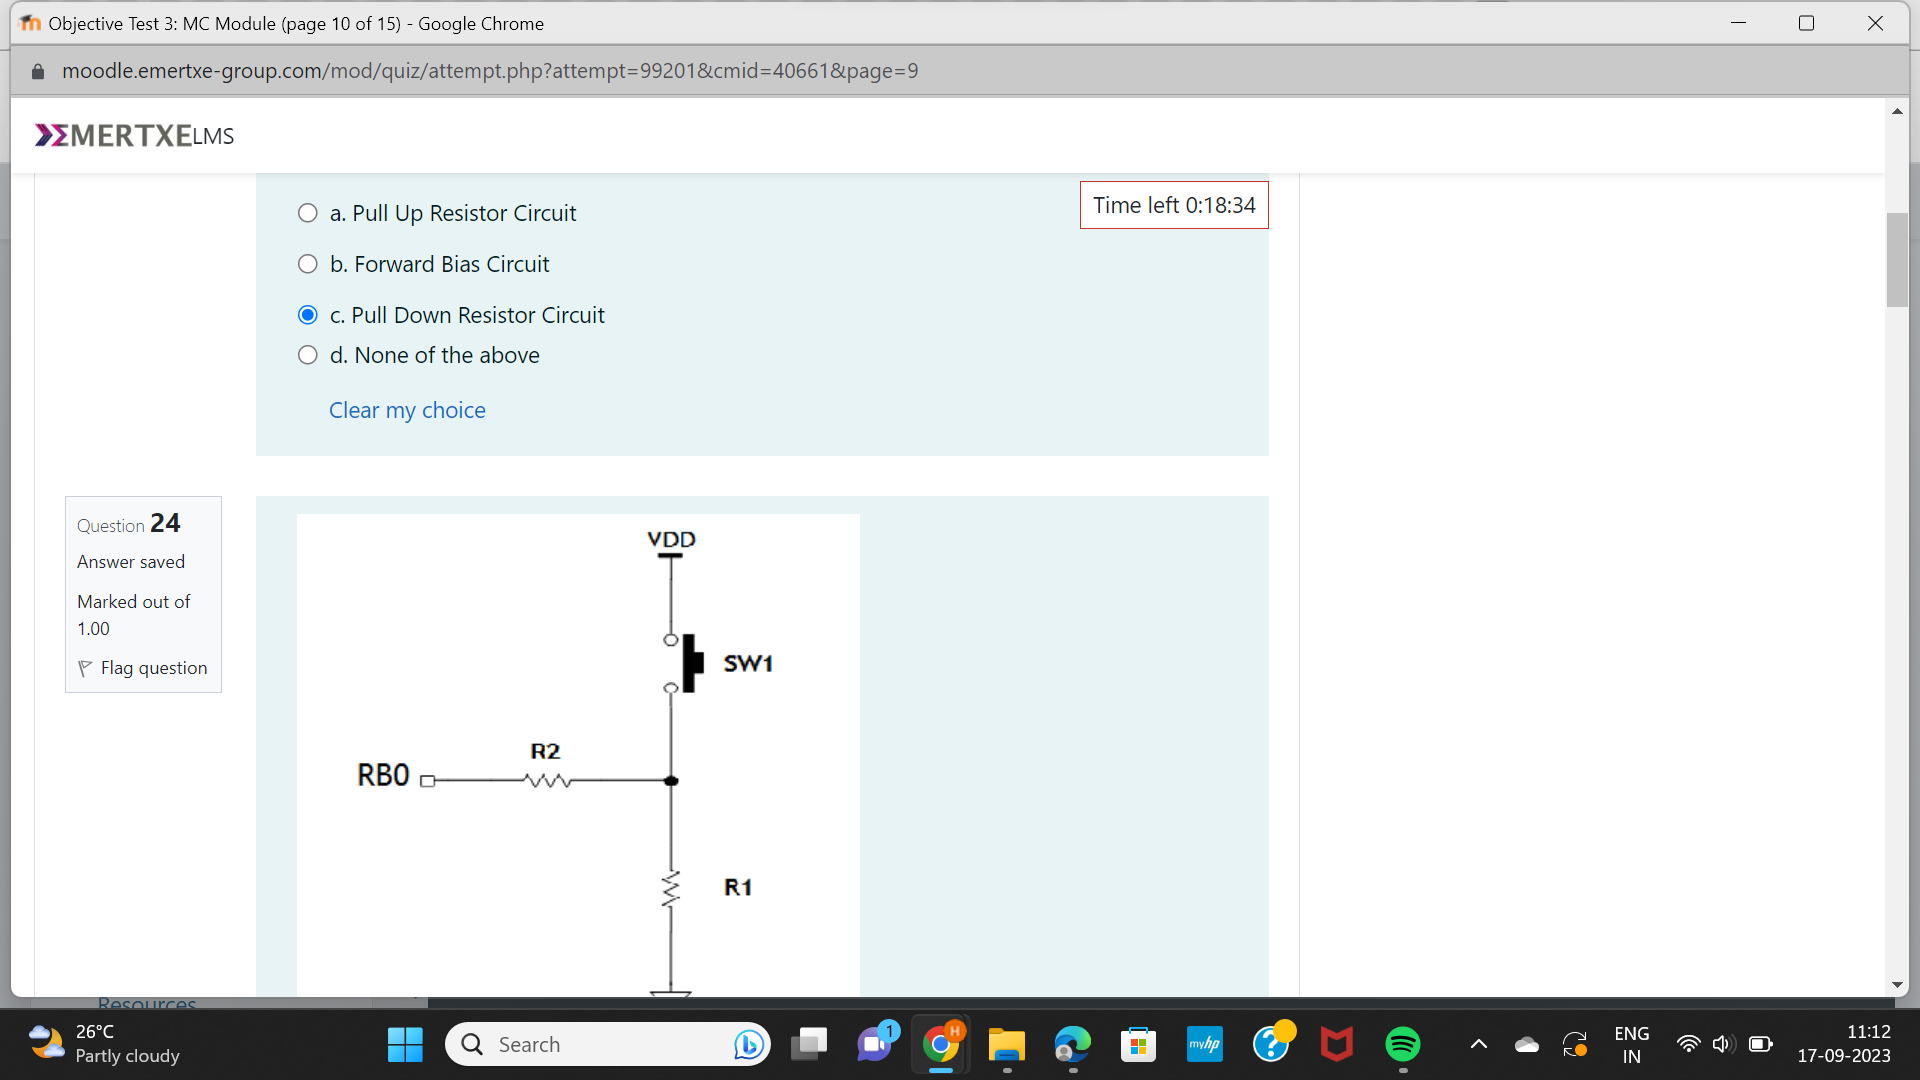 Objective Test 3: MC Module (page 10 of 15) - Google Chrome
moodle.emertxe-group.com/mod/quiz/attempt.php?attempt=99201&cmid=40661&page=9
EMERTXE LMS
Time left 0:18:34
a. Pull Up Resistor Circuit
b. Forward Bias Circuit
c. Pull Down Resistor Circuit
d. None of the above
Clear my choice
Question 24
Answer saved
Marked out of
1.00
Flag question
VDD
SW1
R2
RB0
R1
Resources
26°C
Partly cloudy
Search
1
H
myhp
?
ENG
IN
11:12
17-09-2023